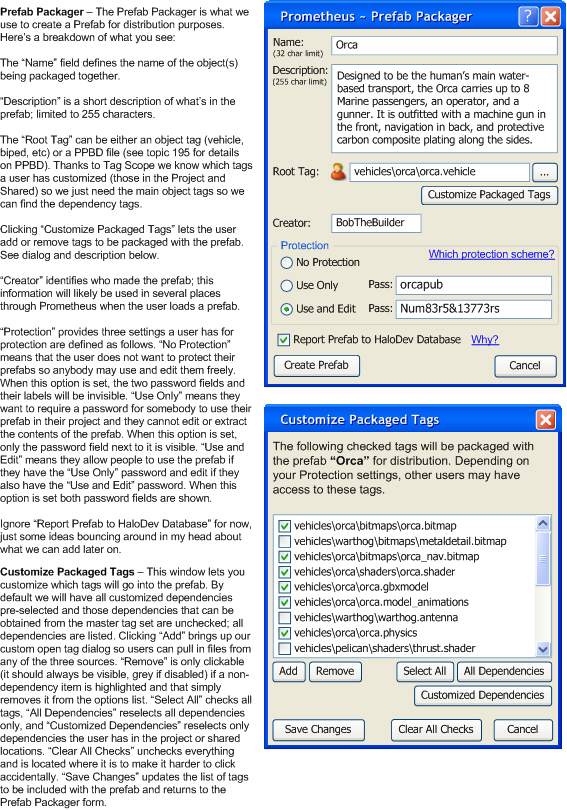 Prefab Packager – The Prefab Packager is what we
use to create a Prefab for distribution purposes.
Here's a breakdown of what you see:
The "Name" field defines the name of the object(s)
being packaged together.
"Description" is a short description of what's in the
prefab; limited to 255 characters.
The "Root Tag" can be either an object tag (vehicle,
biped, etc) or a PPBD file (see topic 195 for details
on PPBD). Thanks to Tag Scope we know which tags
a user has customized (those in the Project and
Shared) so we just need the main object tags so we
can find the dependency tags.
Clicking "Customize Packaged Tags" lets the user
add or remove tags to be packaged with the prefab.
See dialog and description below.
"Creator" identifies who made the prefab; this
information will likely be used in several places
through Prometheus when the user loads a prefab.
"Protection" provides three settings a user has for
protection are defined as follows. "No Protection"
means that the user does not want to protect their
prefabs so anybody may use and edit them freely.
When this option is set, the two password fields and
their labels will be invisible. "Use Only" means they
want to require a password for somebody to use their
prefab in their project and they cannot edit or extract
the contents of the prefab. When this option is set,
only the password field next to it is visible. "Use and
Edit" means they allow people to use the prefab if
they have the "Use Only" password and edit if they
also have the "Use and Edit" password. When this
option is set both password fields are shown.
Ignore "Report Prefab to HaloDev Database" for now,
just some ideas bouncing around in my head about
what we can add later on.
Customize Packaged Tags – This window lets you
customize which tags will go into the prefab. By
default we will have all customized dependencies
pre-selected and those dependencies that can be
obtained from the master tag set are unchecked; all
dependencies are listed. Clicking "Add" brings up our
custom open tag dialog so users can pull in files from
any of the three sources. "Remove" is only clickable
(it should always be visible, grey if disabled) if a non-
dependency item is highlighted and that simply
removes it from the options list. "Select All" checks all
tags, "All Dependencies" reselects all dependencies
only, and "Customized Dependencies" reselects only
dependencies the user has in the project or shared
locations. "Clear All Checks" unchecks everything
and is located where it is to make it harder to click
accidentally. "Save Changes" updates the list of tags
to be included with the prefab and returns to the
Prefab Packager form.
Prometheus ~ Prefab Packager
Name: Orca
(32 char limit)
Description: Designed to be the human's main water-
(255 char limit) based transport, the Orca carries up to 8
Marine passengers, an operator, and a
gunner. It is outfitted with a machine gun in
the front, navigation in back, and protective
carbon composite plating along the sides.
Root Tag: vehicles\orca\orca.vehicle ...
Customize Packaged Tags
Creator: BobTheBuilder
Protection
Which protection scheme?
No Protection
Use Only Pass: orcapub
Use and Edit Pass: Num83r5&13773rs
Report Prefab to HaloDev Database Why?
Create Prefab Cancel
Customize Packaged Tags
The following checked tags will be packaged with
the prefab "Orca" for distribution. Depending on
your Protection settings, other users may have
access to these tags.
vehicles\orca\bitmaps\orca.bitmap
vehicles\warthog\bitmaps\metaldetail.bitmap
vehicles\orca\bitmaps\orca_nav.bitmap
vehicles\orca\shaders\orca.shader
vehicles\orca\orca.gbxmodel
vehicles\orca\orca.model_animations
vehicles\warthog\warthog.antenna
vehicles\orca\orca.physics
vehicles\pelican\shaders\thrust.shader
Add Remove Select All All Dependencies
Customized Dependencies
Save Changes Clear All Checks Cancel